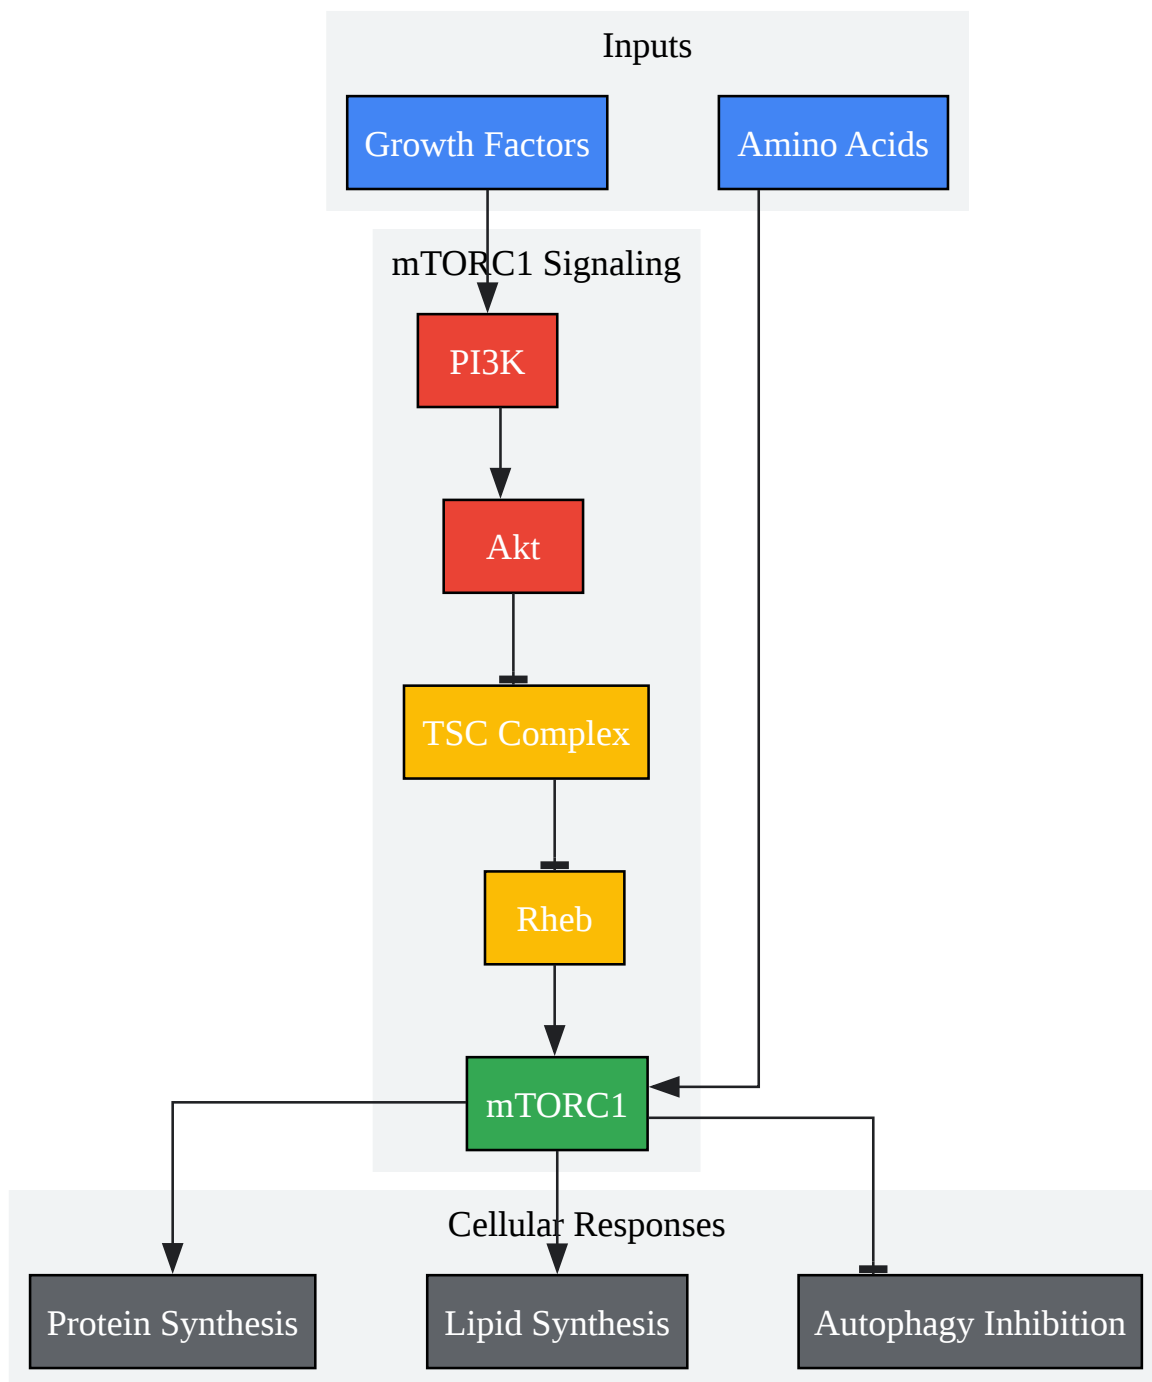 Inputs
Growth Factors
Amino Acids
mTORC1 Signaling
PI3K
Akt
TSC Complex
Rheb
mTORC1
Cellular Responses
Protein Synthesis
Lipid Synthesis
Autophagy Inhibition